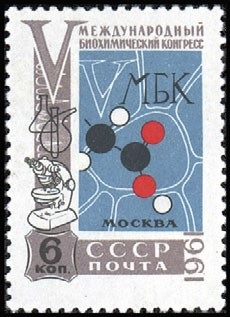 V МЕЖДУНАРОДНЫЙ
БИОХИМИЧЕСКИЙ КОНГРЕСС
V
МБК
МОСКВА
6
КОП.
СССР
ПОЧТА
1961